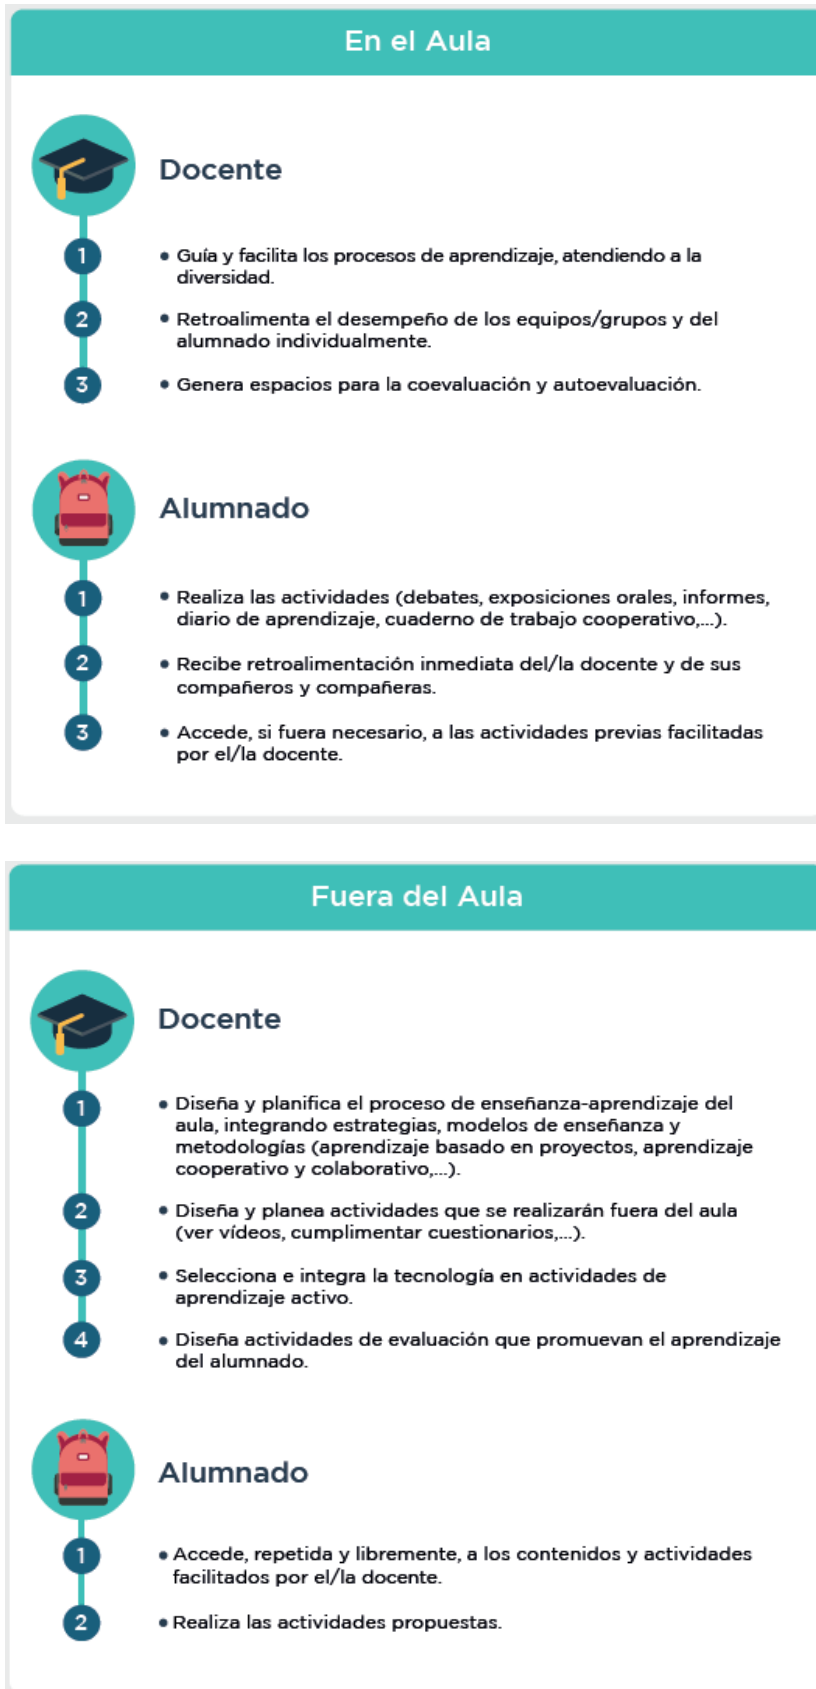 En el Aula
Docente
1
• Guía y facilita los procesos de aprendizaje, atendiendo a la
diversidad.
2
• Retroalimenta el desempeño de los equipos/grupos y del
alumnado individualmente.
3
• Genera espacios para la coevaluación y autoevaluación.
Alumnado
1
• Realiza las actividades (debates, exposiciones orales, informes,
diario de aprendizaje, cuaderno de trabajo cooperativo,...).
2
• Recibe retroalimentación inmediata del/la docente y de sus
compañeros y compañeras.
3
• Accede, si fuera necesario, a las actividades previas facilitadas
por el/la docente.
Fuera del Aula
Docente
1
• Diseña y planifica el proceso de enseñanza-aprendizaje del
aula, integrando estrategias, modelos de enseñanza y
metodologías (aprendizaje basado en proyectos, aprendizaje
cooperativo y colaborativo,...).
2
• Diseña y planea actividades que se realizarán fuera del aula
(ver vídeos, cumplimentar cuestionarios,...).
3
• Selecciona e integra la tecnología en actividades de
aprendizaje activo.
4
• Diseña actividades de evaluación que promuevan el aprendizaje
del alumnado.
Alumnado
1
• Accede, repetida y libremente, a los contenidos y actividades
facilitados por el/la docente.
2
• Realiza las actividades propuestas.